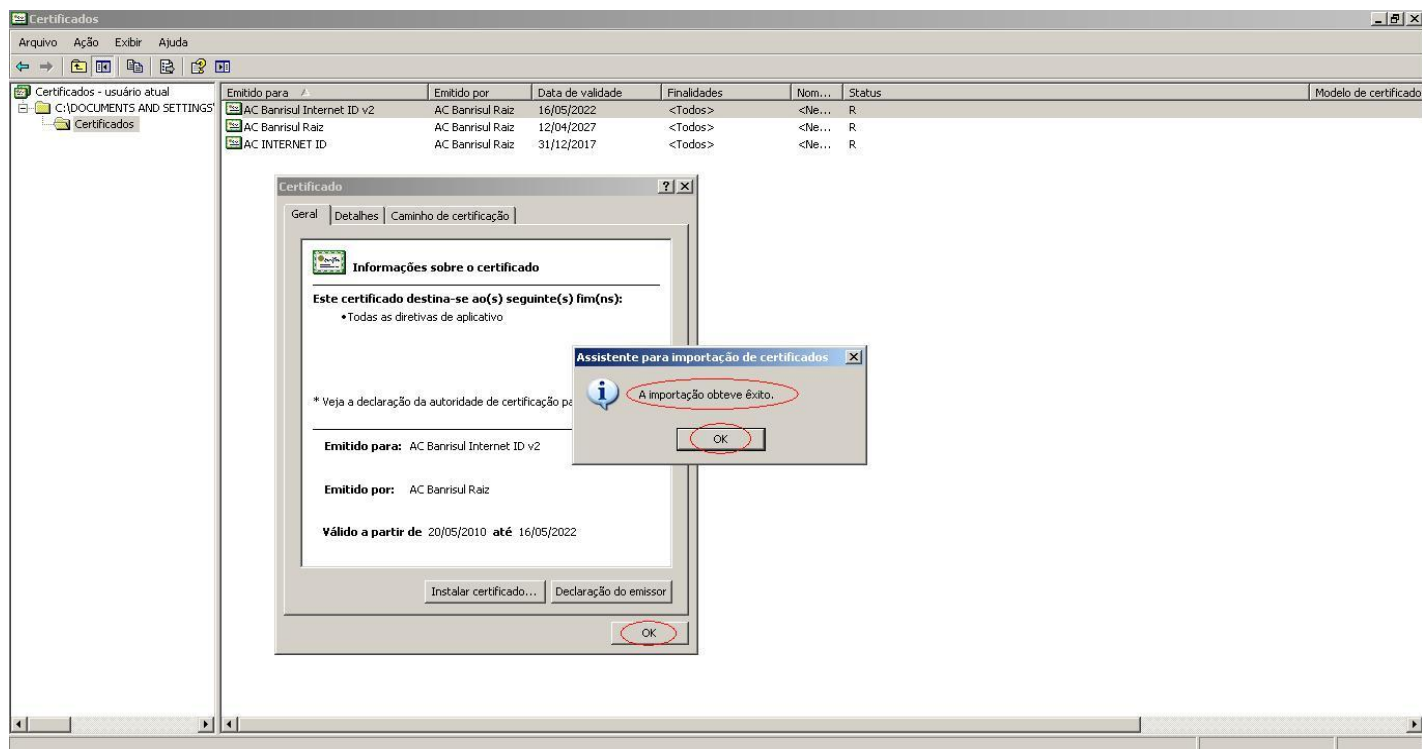 Certificados
Arquivo Ação Exibir Ajuda
Certificados - usuário atual
C:\DOCUMENTS AND SETTINGS
Certificados
Emitido para Emitido por Data de validade Finalidades Nom... Status Modelo de certificado
AC Banrisul Internet ID v2 AC Banrisul Raiz 16/05/2022 <Todos> <Ne... R
AC Banrisul Raiz AC Banrisul Raiz 12/04/2027 <Todos> <Ne... R
AC INTERNET ID AC Banrisul Raiz 31/12/2017 <Todos> <Ne... R
Certificado
Geral Detalhes Caminho de certificação
Informações sobre o certificado
Este certificado destina-se ao(s) seguinte(s) fim(ns):
•Todas as diretivas de aplicativo
* Veja a declaração da autoridade de certificação pa
Emitido para: AC Banrisul Internet ID v2
Emitido por: AC Banrisul Raiz
Válido a partir de 20/05/2010 até 16/05/2022
Instalar certificado... Declaração do emissor
OK
Assistente para importação de certificados
A importação obteve êxito.
OK